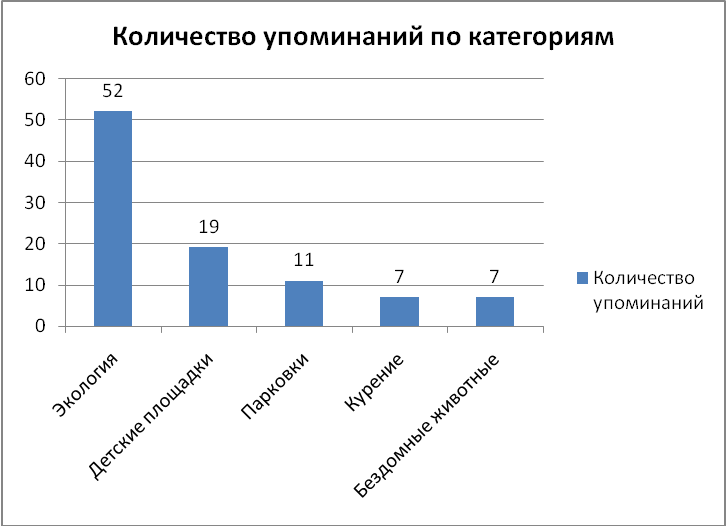 Количество упоминаний по категориям
60
50
40
30
20
10
0
52
19
11
7
7
Экология
Детские площадки
Парковки
Курение
Бездомные животные
Количество
упоминаний